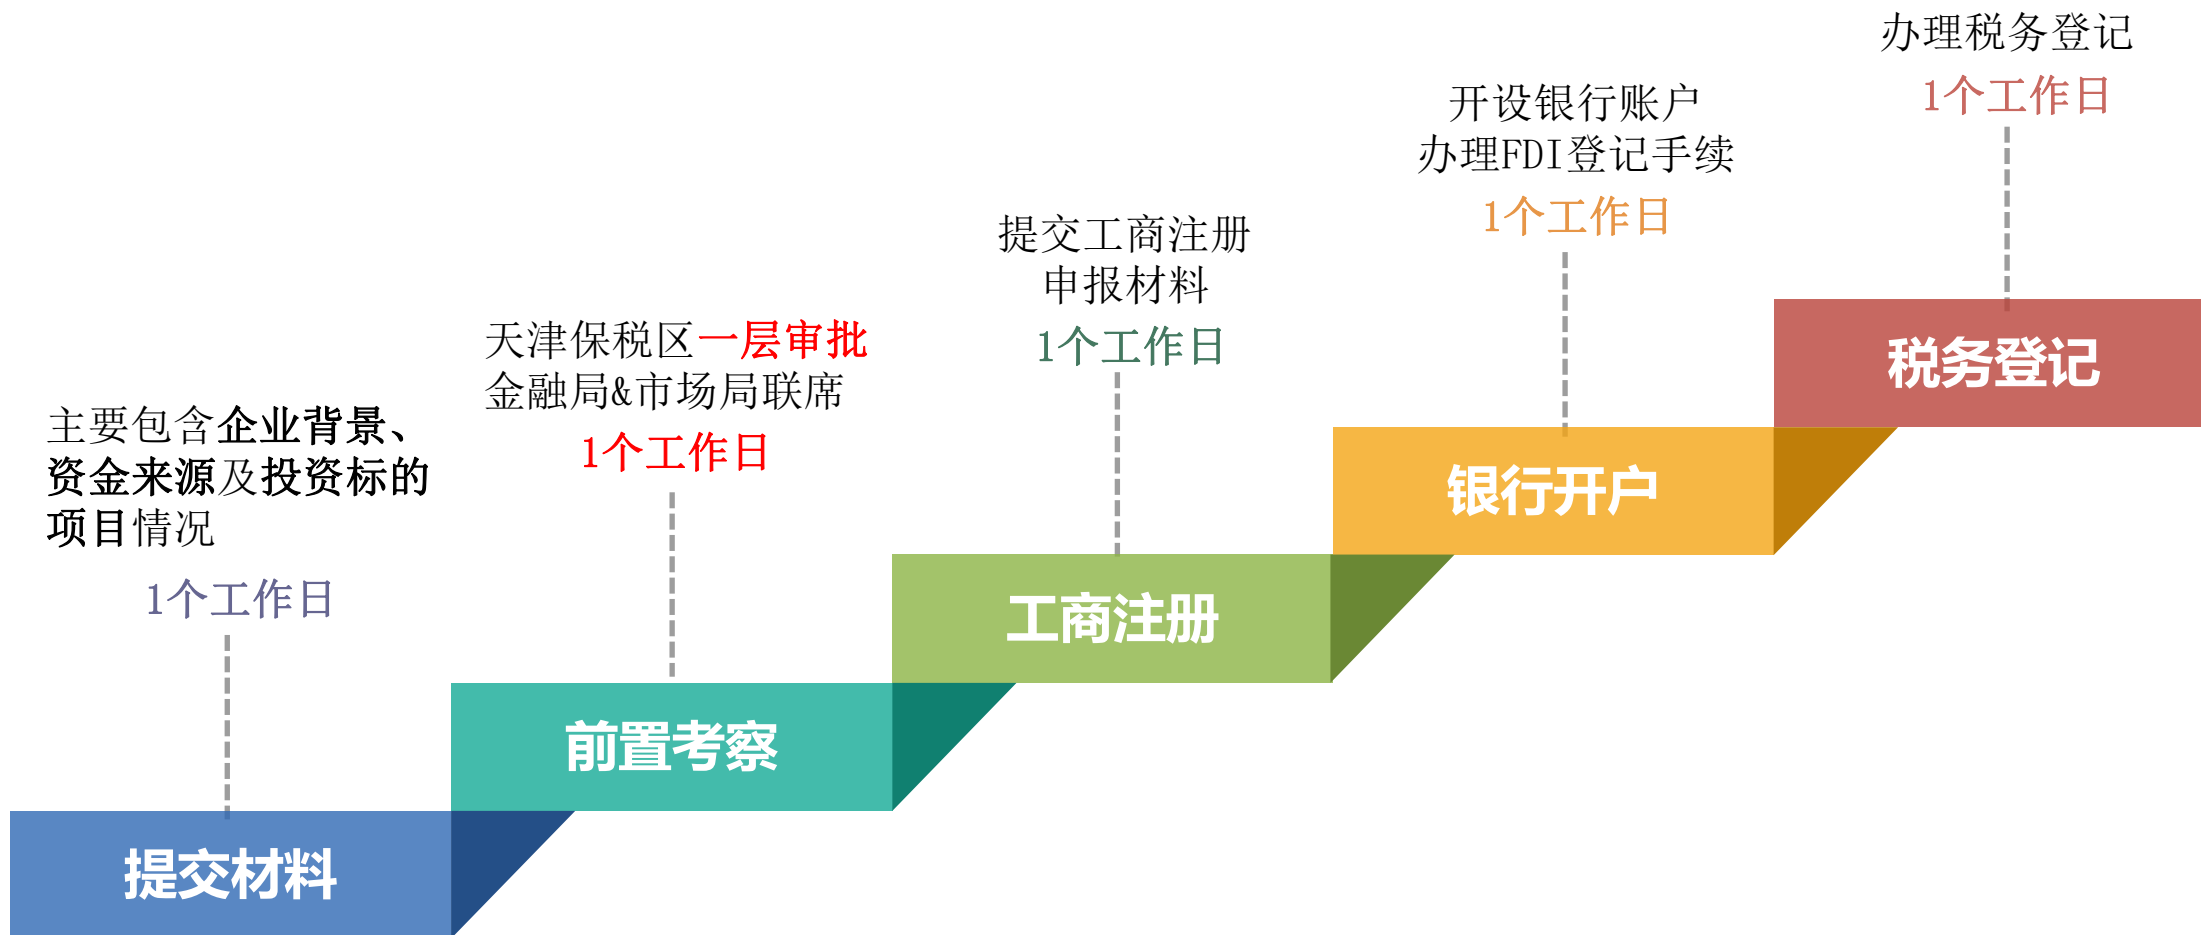 主要包含企业背景、
资金来源及投资标的
项目情况
1个工作日
提交材料
天津保税区一层审批
金融局&市场局联席
1个工作日
前置考察
提交工商注册
申报材料
1个工作日
工商注册
开设银行账户
办理FDI登记手续
1个工作日
银行开户
办理税务登记
1个工作日
税务登记